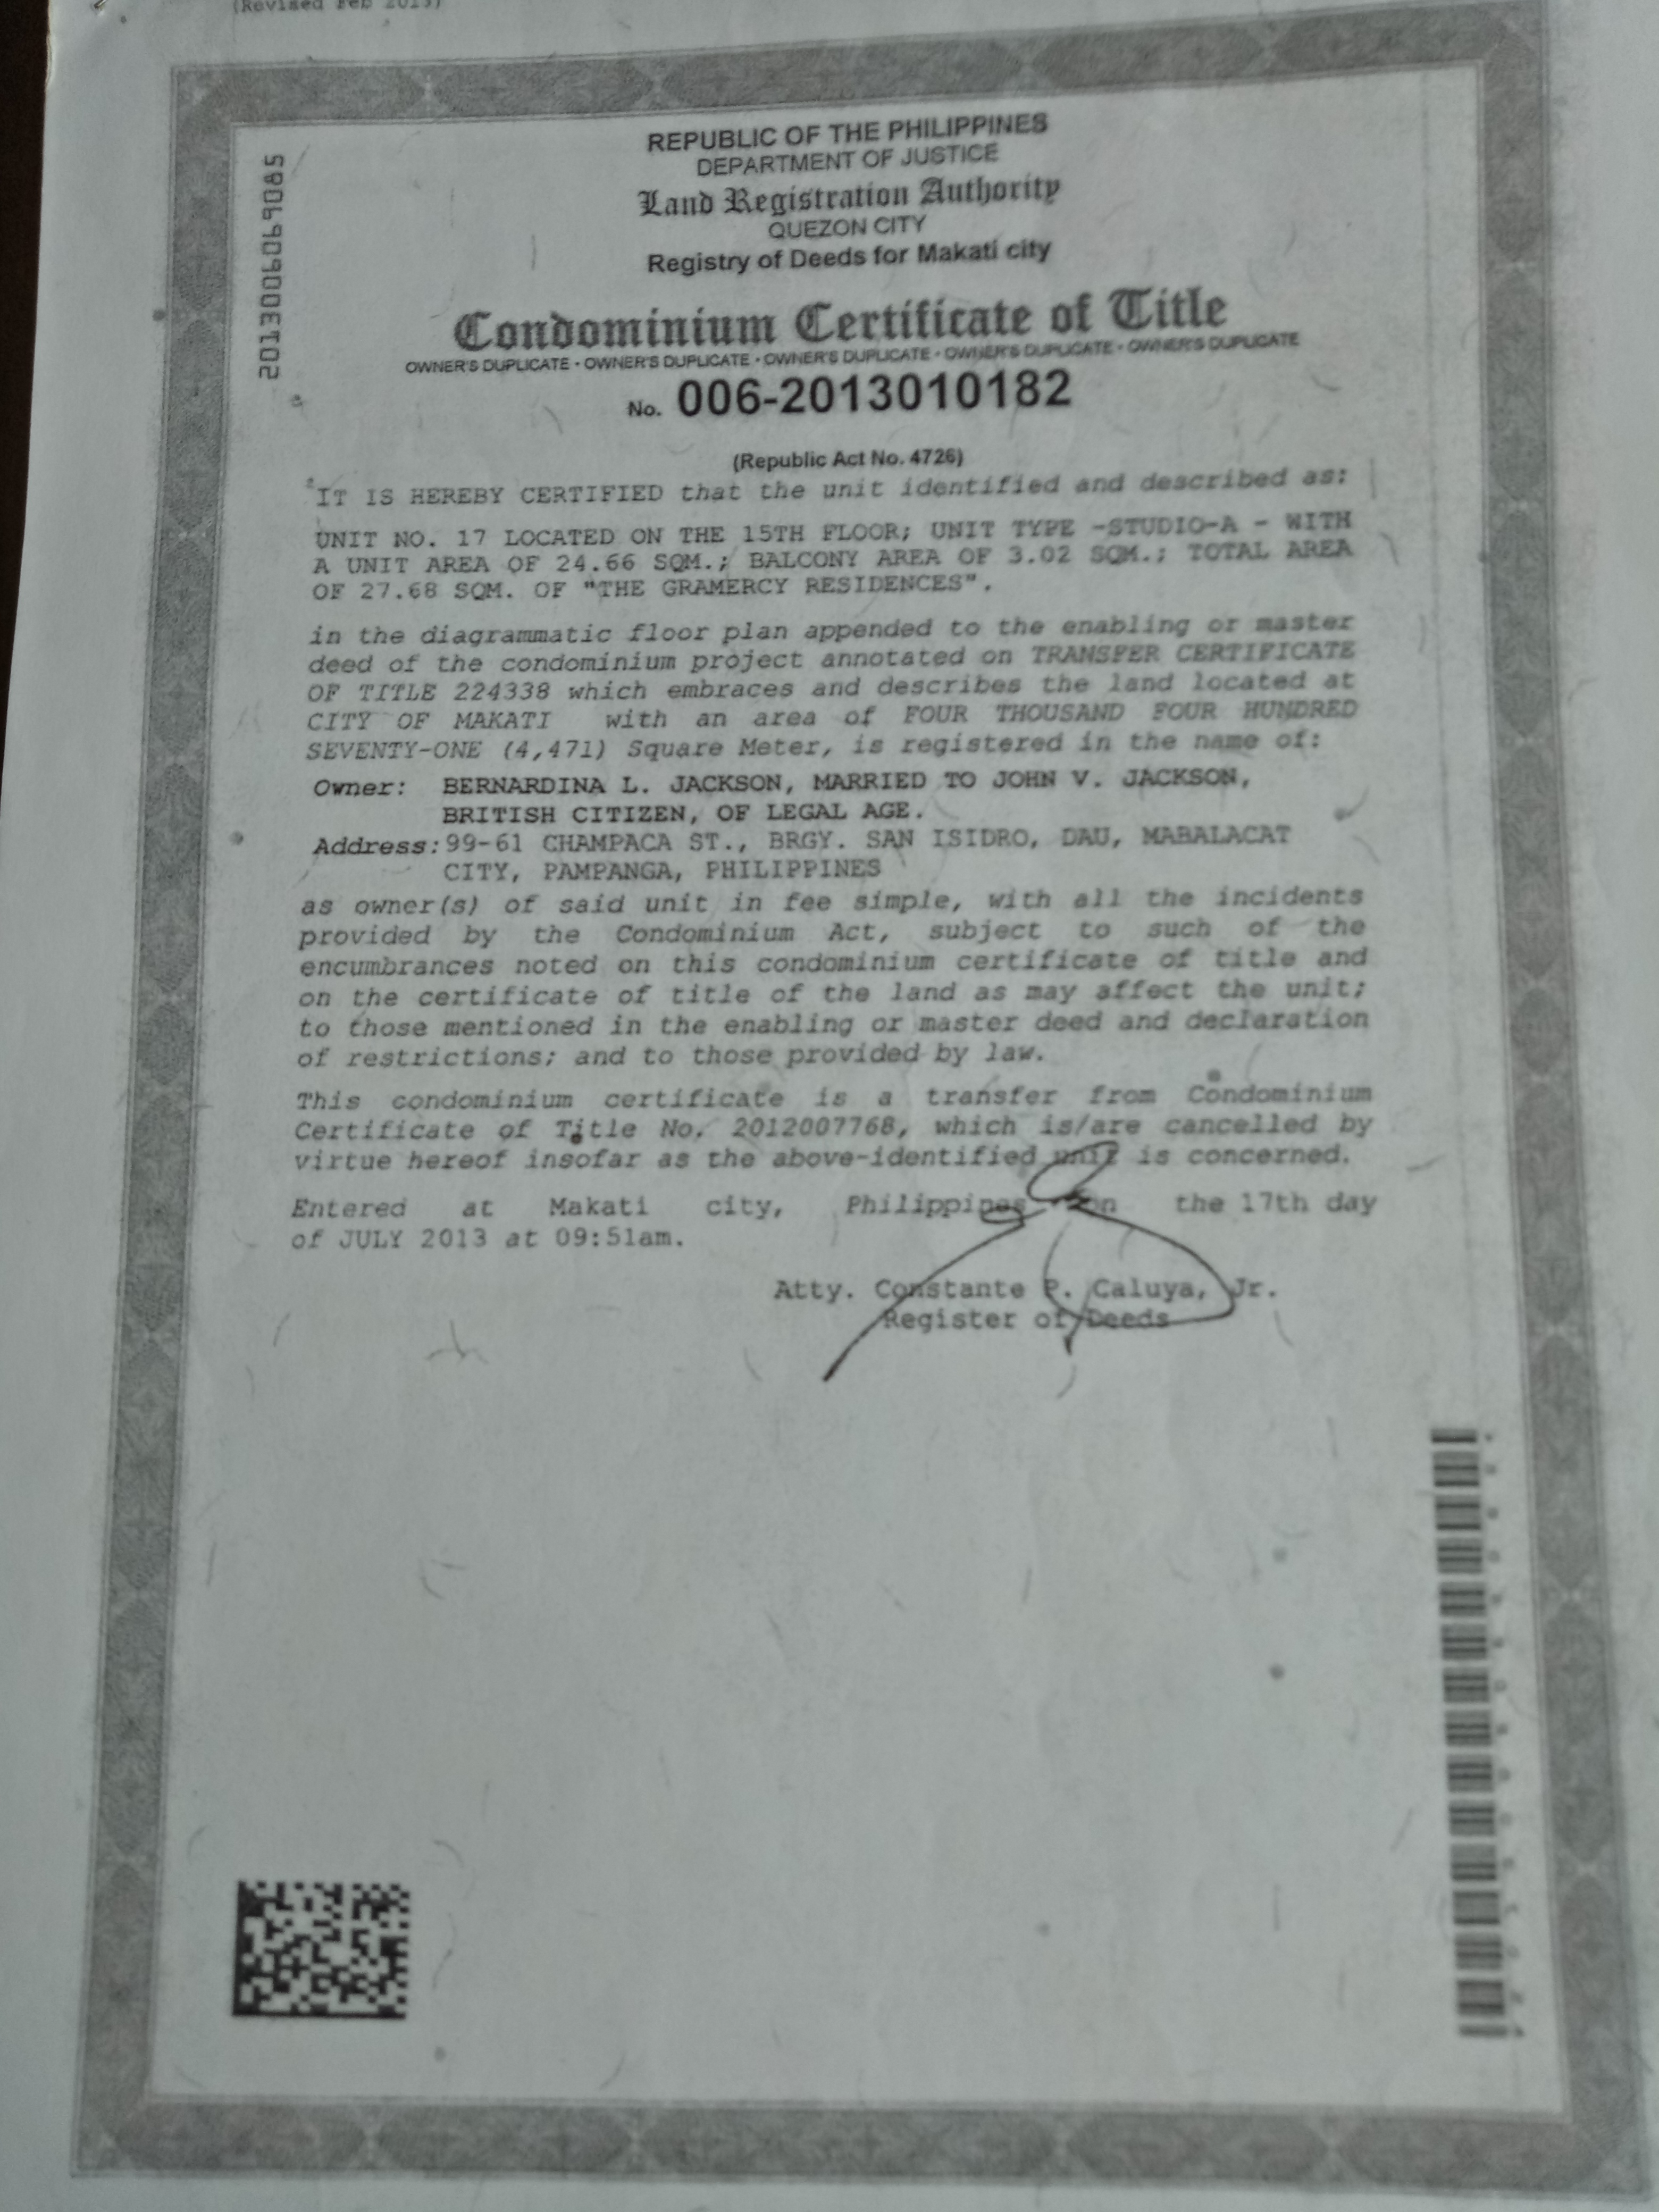 (Revised Feb 2013)
2013006069085
REPUBLIC OF THE PHILIPPINES
DEPARTMENT OF JUSTICE
Land Registration Authority
QUEZON CITY
Registry of Deeds for Makati city
Condominium Certificate of Title
OWNER'S DUPLICATE - OWNER'S DUPLICATE - OWNER'S DUPLICATE - OWNER'S DUPLICATE - OWNER'S DUPLICATE
No. 006-2013010182
(Republic Act No. 4726)
IT IS HEREBY CERTIFIED that the unit identified and described as:
UNIT NO. 17 LOCATED ON THE 15TH FLOOR; UNIT TYPE -STUDIO-A - WITH
A UNIT AREA OF 24.66 SQM.; BALCONY AREA OF 3.02 SQM.; TOTAL AREA
OF 27.68 SQM. OF "THE GRAMERCY RESIDENCES".
in the diagrammatic floor plan appended to the enabling or master
deed of the condominium project annotated on TRANSFER CERTIFICATE
OF TITLE 224338 which embraces and describes the land located at
CITY OF MAKATI with an area of FOUR THOUSAND FOUR HUNDRED
SEVENTY-ONE (4,471) Square Meter, is registered in the name of:
Owner: BERNARDINA L. JACKSON, MARRIED TO JOHN V. JACKSON,
BRITISH CITIZEN, OF LEGAL AGE.
Address: 99-61 CHAMPACA ST., BRGY. SAN ISIDRO, DAU, MABALACAT
CITY, PAMPANGA, PHILIPPINES
as owner(s) of said unit in fee simple, with all the incidents
provided by the Condominium Act, subject to such of the
encumbrances noted on this condominium certificate of title and
on the certificate of title of the land as may affect the unit;
to those mentioned in the enabling or master deed and declaration
of restrictions; and to those provided by law.
This condominium certificate is a transfer from Condominium
Certificate of Title No. 2012007768, which is/are cancelled by
virtue hereof insofar as the above-identified unit is concerned.
Entered at Makati city, Philippines on the 17th day
of JULY 2013 at 09:51am.
Atty. Constante P. Caluya, Jr.
Register of Deeds